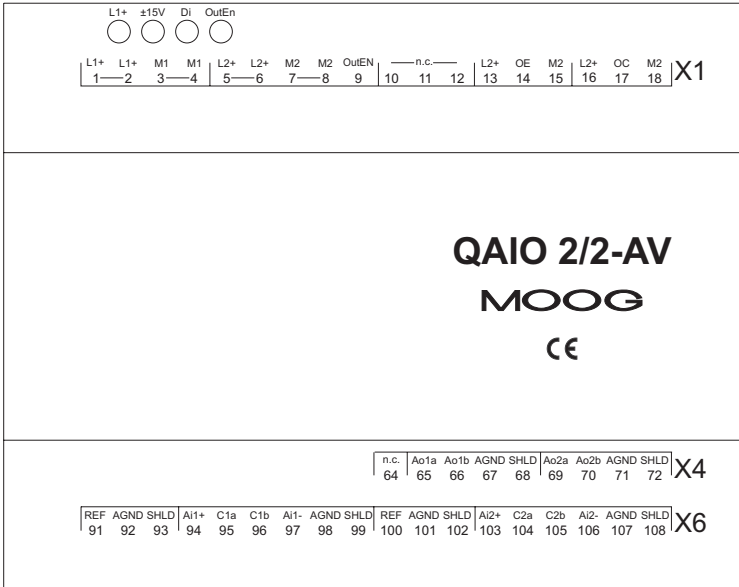 L1+ ±15V Di OutEn
L1+ L1+ M1 M1 L2+ L2+ M2 M2 OutEN n.c. L2+ OE M2 L2+ OC M2
1 2 3 4 5 6 7 8 9 10 11 12 13 14 15 16 17 18 X1
QAIO 2/2-AV
MOOG
CE
n.c. Ao1a Ao1b AGND SHLD Ao2a Ao2b AGND SHLD
64 65 66 67 68 69 70 71 72 X4
REF AGND SHLD Ai1+ C1a C1b Ai1- AGND SHLD REF AGND SHLD Ai2+ C2a C2b Ai2- AGND SHLD
91 92 93 94 95 96 97 98 99 100 101 102 103 104 105 106 107 108 X6